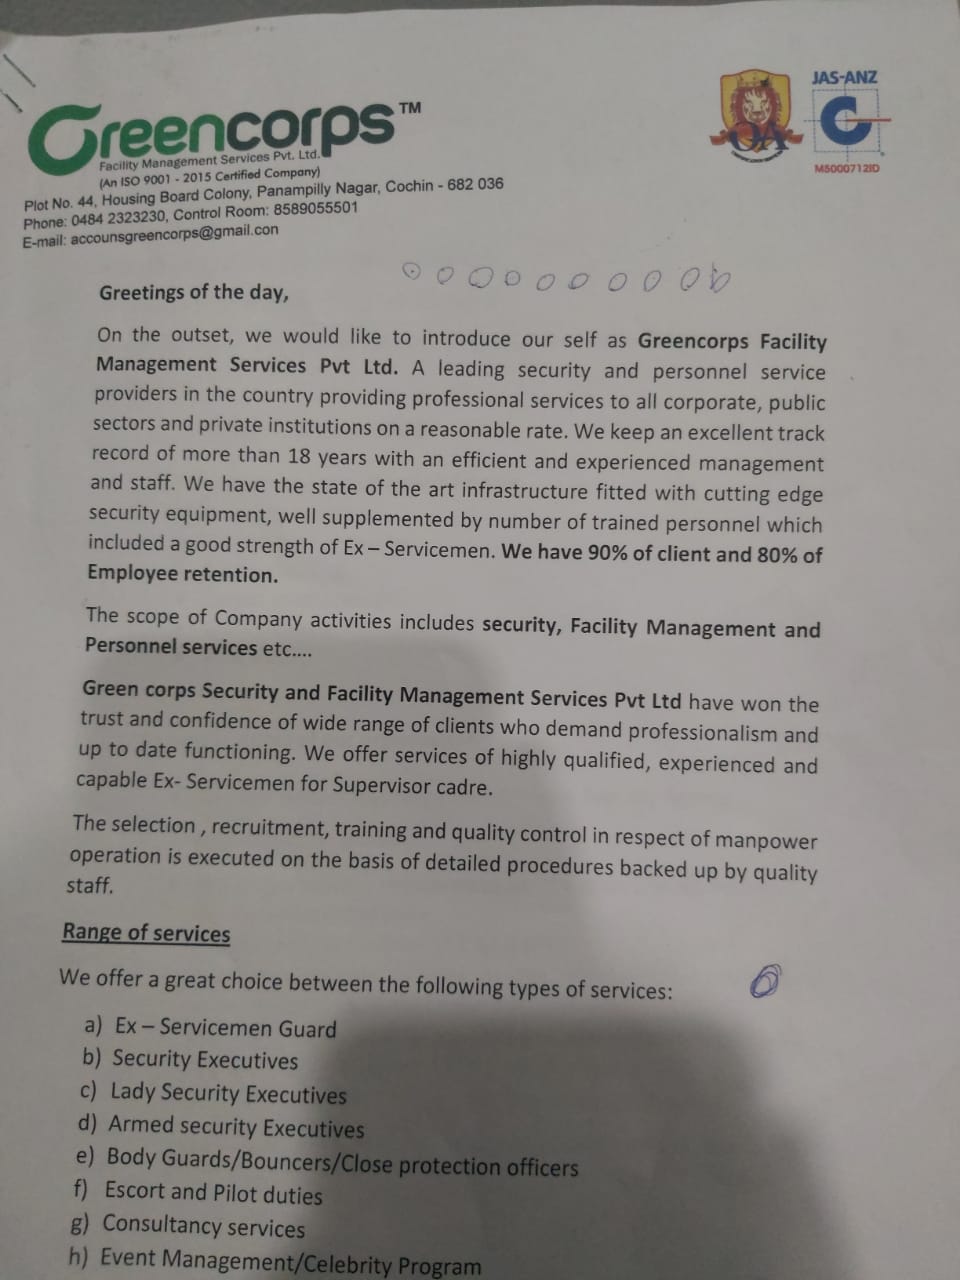 Greencorps™
Facility Management Services Pvt. Ltd.
(An ISO 9001 - 2015 Certified Company)
Plot No. 44, Housing Board Colony, Panampilly Nagar, Cochin - 682 036
Phone: 0484 2323230, Control Room: 8589055501
E-mail: accounsgreencorps@gmail.con
JAS-ANZ
M5000712ID
Greetings of the day,
On the outset, we would like to introduce our self as Greencorps Facility
Management Services Pvt Ltd. A leading security and personnel service
providers in the country providing professional services to all corporate, public
sectors and private institutions on a reasonable rate. We keep an excellent track
record of more than 18 years with an efficient and experienced management
and staff. We have the state of the art infrastructure fitted with cutting edge
security equipment, well supplemented by number of trained personnel which
included a good strength of Ex – Servicemen. We have 90% of client and 80% of
Employee retention.
The scope of Company activities includes security, Facility Management and
Personnel services etc....
Green corps Security and Facility Management Services Pvt Ltd have won the
trust and confidence of wide range of clients who demand professionalism and
up to date functioning. We offer services of highly qualified, experienced and
capable Ex- Servicemen for Supervisor cadre.
The selection , recruitment, training and quality control in respect of manpower
operation is executed on the basis of detailed procedures backed up by quality
staff.
Range of services
We offer a great choice between the following types of services:
a) Ex – Servicemen Guard
b) Security Executives
c) Lady Security Executives
d) Armed security Executives
e) Body Guards/Bouncers/Close protection officers
f) Escort and Pilot duties
g) Consultancy services
h) Event Management/Celebrity Program